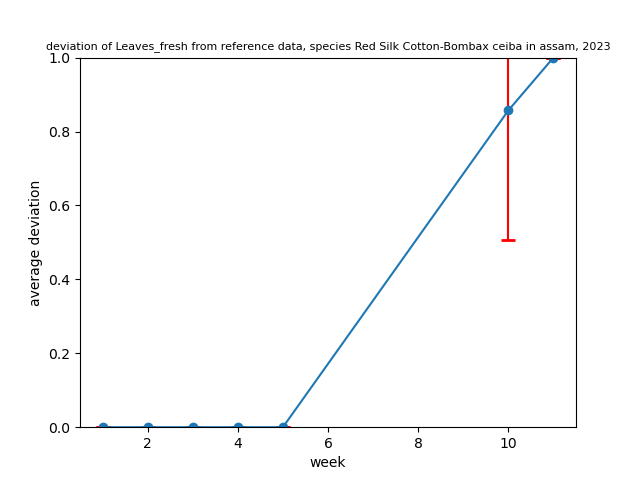 deviation of Leaves_fresh from reference data, species Red Silk Cotton-Bombax ceiba in assam, 2023
1.0
0.8
0.6
0.4
0.2
0.0
average deviation
2 4 6 8 10
week